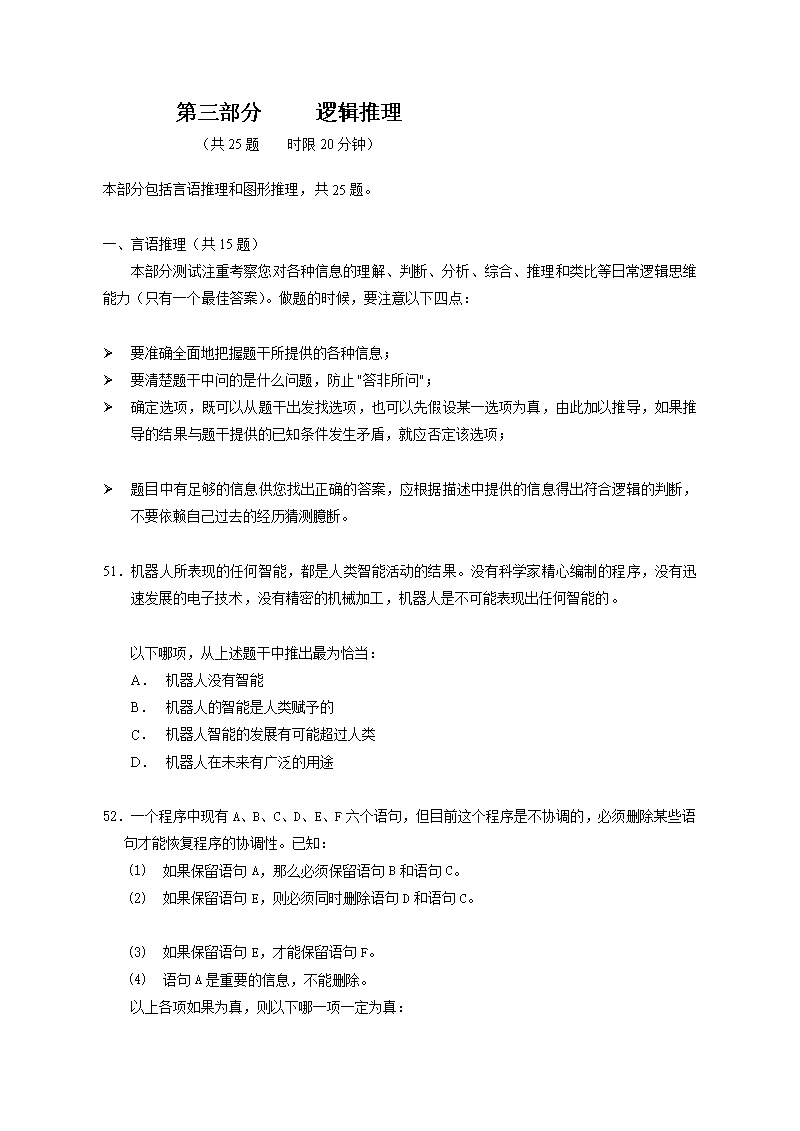 第三部分 逻辑推理
（共 25 题 时限 20 分钟）
本部分包括言语推理和图形推理，共 25 题。
一、言语推理（共 15 题）
本部分测试注重考察您对各种信息的理解、判断、分析、综合、推理和类比等日常逻辑思维
能力（只有一个最佳答案）。做题的时候，要注意以下四点：
➢ 要准确全面地把握题干所提供的各种信息；
➢ 要清楚题干中问的是什么问题，防止"答非所问"；
➢ 确定选项，既可以从题干出发找选项，也可以先假设某一选项为真，由此加以推导，如果推
导的结果与题干提供的已知条件发生矛盾，就应否定该选项；
➢ 题目中有足够的信息供您找出正确的答案，应根据描述中提供的信息得出符合逻辑的判断，
不要依赖自己过去的经历猜测臆断。
51．机器人所表现的任何智能，都是人类智能活动的结果。没有科学家精心编制的程序，没有迅
速发展的电子技术，没有精密的机械加工，机器人是不可能表现出任何智能的。
以下哪项，从上述题干中推出最为恰当：
A． 机器人没有智能
B． 机器人的智能是人类赋予的
C． 机器人智能的发展有可能超过人类
D． 机器人在未来有广泛的用途
52．一个程序中现有 A、B、C、D、E、F 六个语句，但目前这个程序是不协调的，必须删除某些语
句才能恢复程序的协调性。已知：
(1) 如果保留语句 A，那么必须保留语句 B 和语句 C。
(2) 如果保留语句 E，则必须同时删除语句 D 和语句 C。
(3) 如果保留语句 E，才能保留语句 F。
(4) 语句 A 是重要的信息，不能删除。
以上各项如果为真，则以下哪一项一定为真：